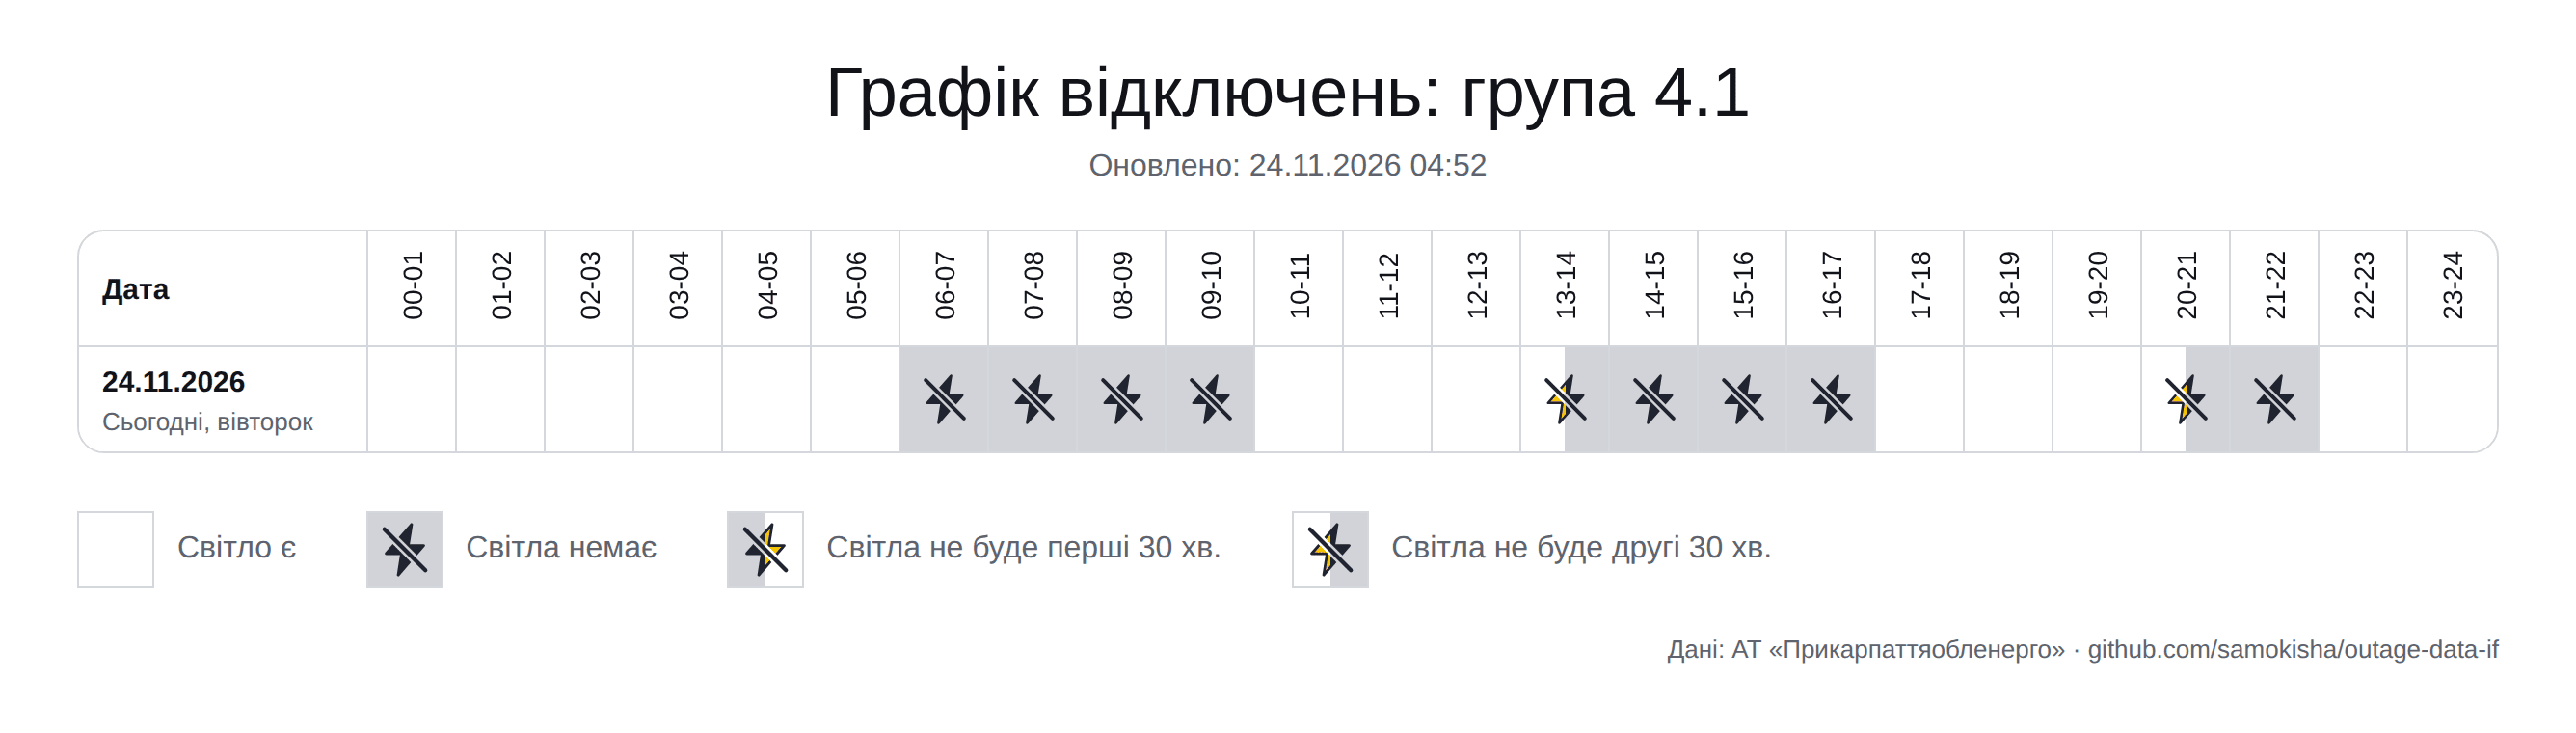 Графік відключень: група 4.1
Оновлено: 24.11.2026 04:52
Дата 00-01 01-02 02-03 03-04 04-05 05-06 06-07 07-08 08-09 09-10 10-11 11-12 12-13 13-14 14-15 15-16 16-17 17-18 18-19 19-20 20-21 21-22 22-23 23-24
24.11.2026
Сьогодні, вівторок
Світло є Світла немає Світла не буде перші 30 хв. Світла не буде другі 30 хв.
Дані: АТ «Прикарпаттяобленерго» · github.com/samokisha/outage-data-if